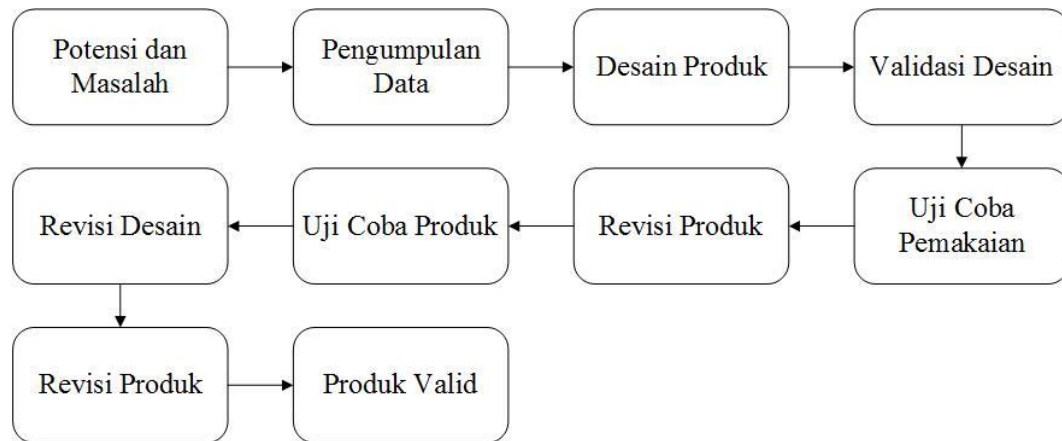 Potensi dan
Masalah
Pengumpulan
Data
Desain Produk
Validasi Desain
Uji Coba
Pemakaian
Revisi Produk
Uji Coba Produk
Revisi Desain
Revisi Produk
Produk Valid